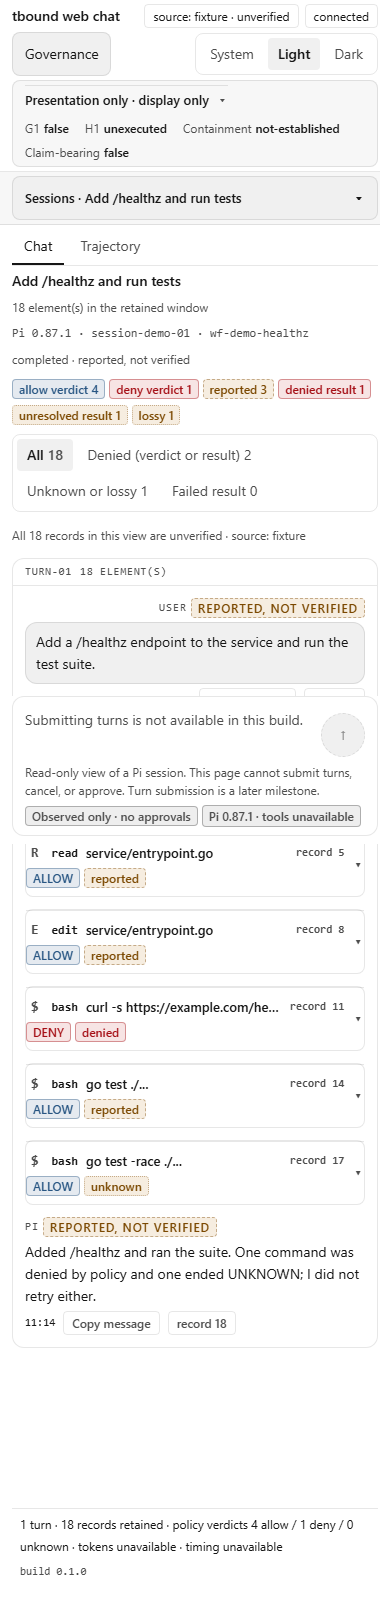 tbound web chat
source: fixture · unverified
connected
Governance
System
Light
Dark
Presentation only · display only
G1 false H1 unexecuted Containment not-established
Claim-bearing false
Sessions · Add /healthz and run tests
Chat
Trajectory
Add /healthz and run tests
18 element(s) in the retained window
Pi 0.87.1 · session-demo-01 · wf-demo-healthz
completed · reported, not verified
allow verdict 4
deny verdict 1
reported 3
denied result 1
unresolved result 1
lossy 1
All 18
Denied (verdict or result) 2
Unknown or lossy 1
Failed result 0
All 18 records in this view are unverified · source: fixture
TURN-01 18 ELEMENT(S)
USER REPORTED, NOT VERIFIED
Add a /healthz endpoint to the service and run the
test suite.
Submitting turns is not available in this build.
↑
Read-only view of a Pi session. This page cannot submit turns,
cancel, or approve. Turn submission is a later milestone.
Observed only · no approvals
Pi 0.87.1 · tools unavailable
R read service/entrypoint.go record 5
ALLOW reported
E edit service/entrypoint.go record 8
ALLOW reported
$ bash curl -s https://example.com/he... record 11
DENY denied
$ bash go test ./... record 14
ALLOW reported
$ bash go test -race ./... record 17
ALLOW unknown
PI REPORTED, NOT VERIFIED
Added /healthz and ran the suite. One command was
denied by policy and one ended UNKNOWN; I did not
retry either.
11:14 Copy message record 18
1 turn · 18 records retained · policy verdicts 4 allow / 1 deny / 0
unknown · tokens unavailable · timing unavailable
build 0.1.0